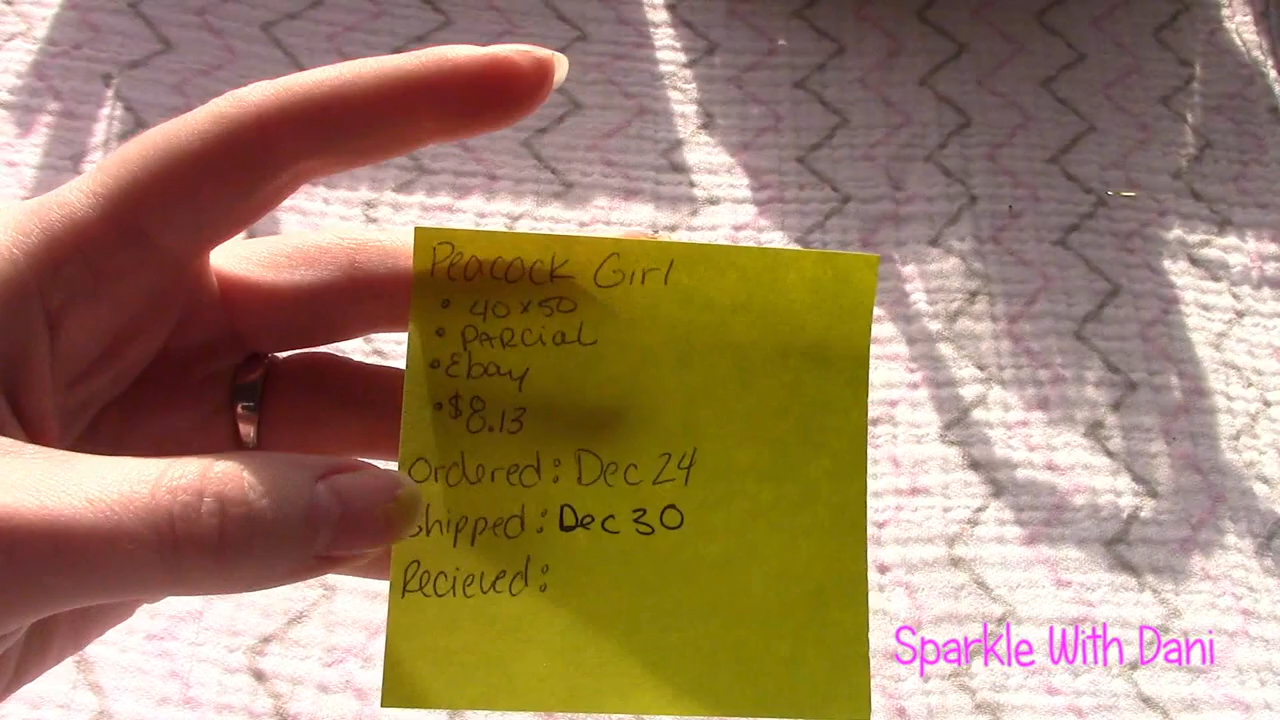 Peacock Girl
• 40x50
• PARCiaL
• Ebay
• $8.13
Ordered: Dec 24
Shipped: Dec 30
Recieved:
Sparkle With Dani